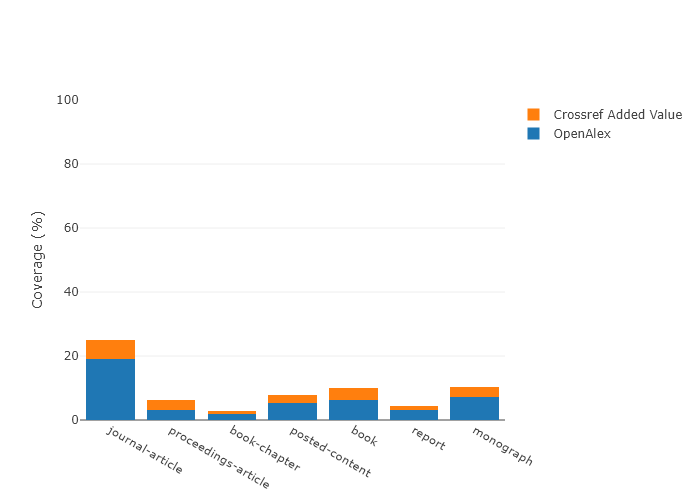 100
80
60
40
20
0
Coverage (%)
journal-article
proceedings-article
book-chapter
posted-content
book
report
monograph
Crossref Added Value
OpenAlex